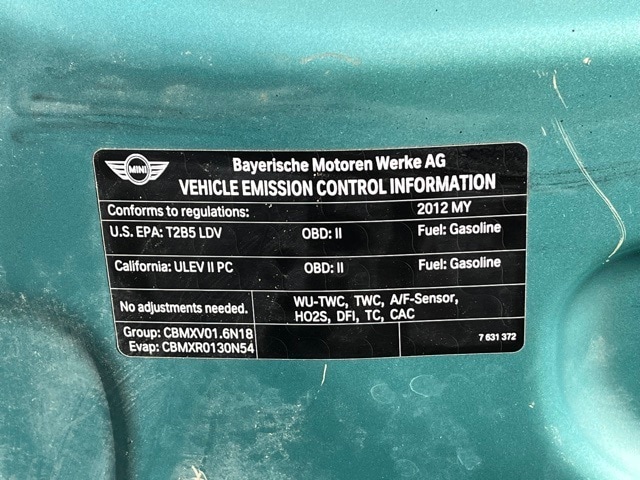 MINI
Bayerische Motoren Werke AG
VEHICLE EMISSION CONTROL INFORMATION
Conforms to regulations: 2012 MY
U.S. EPA: T2B5 LDV OBD: II Fuel: Gasoline
California: ULEV II PC OBD: II Fuel: Gasoline
No adjustments needed.
WU-TWC, TWC, A/F-Sensor,
HO2S, DFI, TC, CAC
Group: CBMXV01.6N18
Evap: CBMXR0130N54
7 631 372